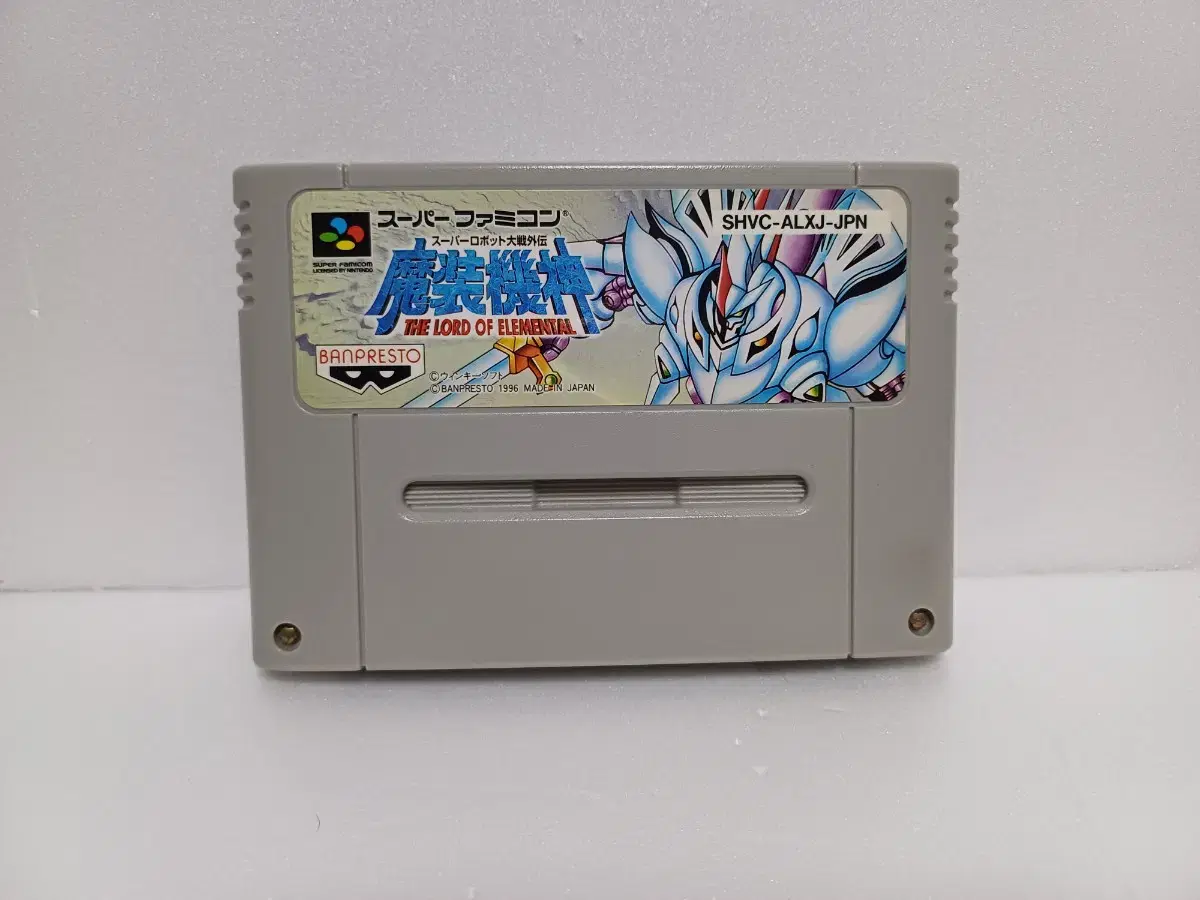 スーパーファミコン®
SHVC-ALXJ-JPN
SUPER FAMICOM
LICENSED BY NINTENDO
スーパーロボット大戦外伝
魔装機神
THE LORD OF ELEMENTAL
BANPRESTO
©ウィンキーソフト
©BANPRESTO 1996 MADE IN JAPAN